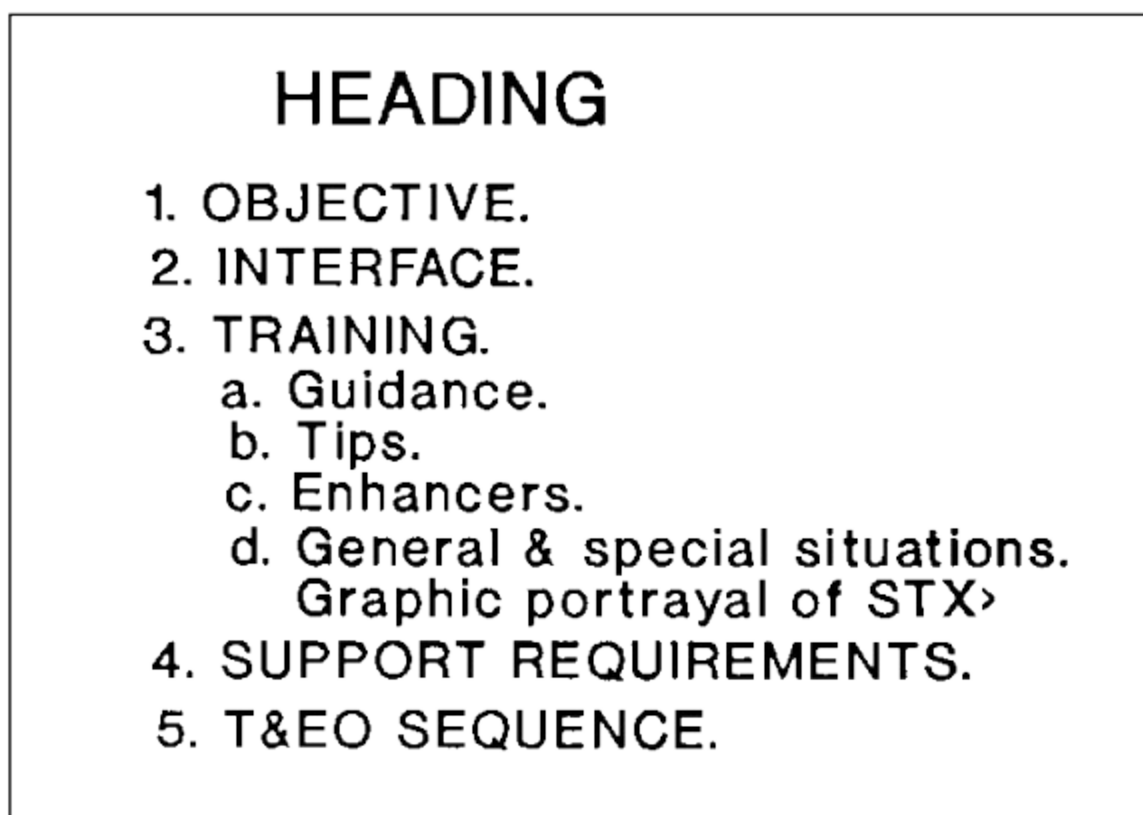 HEADING
1. OBJECTIVE.
2. INTERFACE.
3. TRAINING.
a. Guidance.
b. Tips.
c. Enhancers.
d. General & special situations.
Graphic portrayal of STX>
4. SUPPORT REQUIREMENTS.
5. T&EO SEQUENCE.